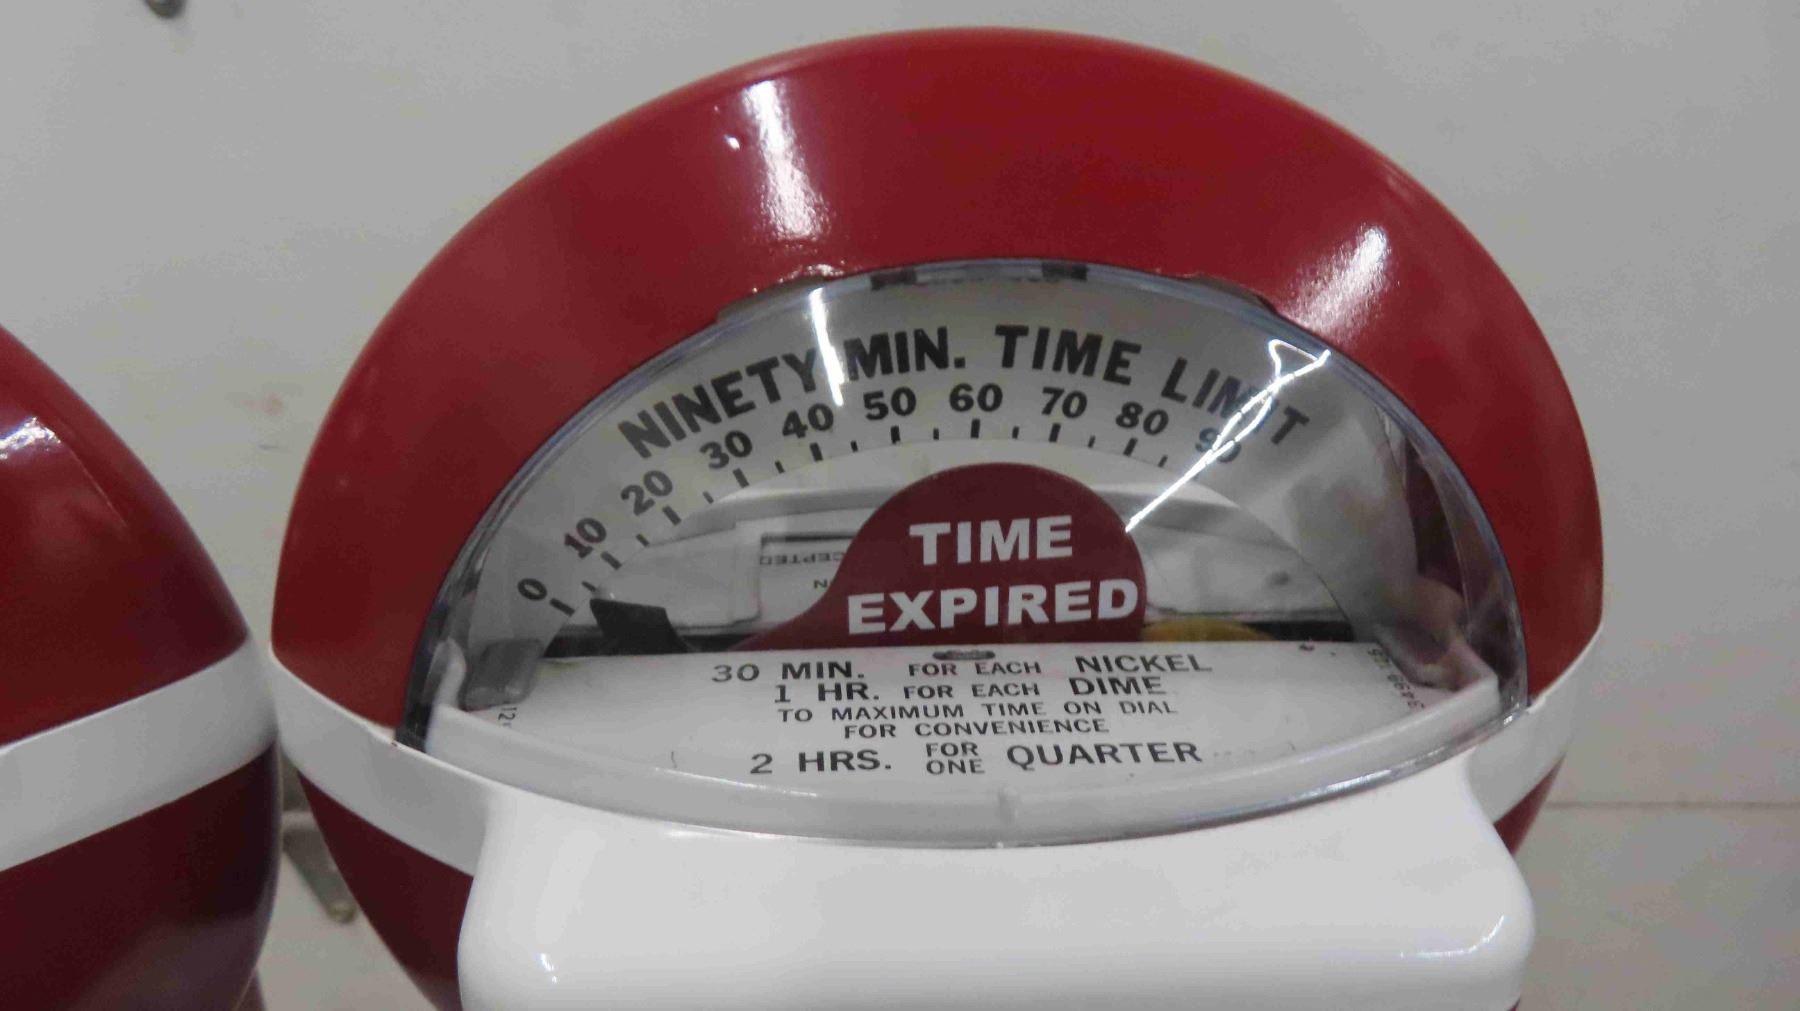 NINETY MIN. TIME LIMIT
0 10 20 30 40 50 60 70 80 90
TIME
EXPIRED
30 MIN. FOR EACH NICKEL
1 HR. FOR EACH DIME
TO MAXIMUM TIME ON DIAL
FOR CONVENIENCE
2 HRS. FOR ONE QUARTER